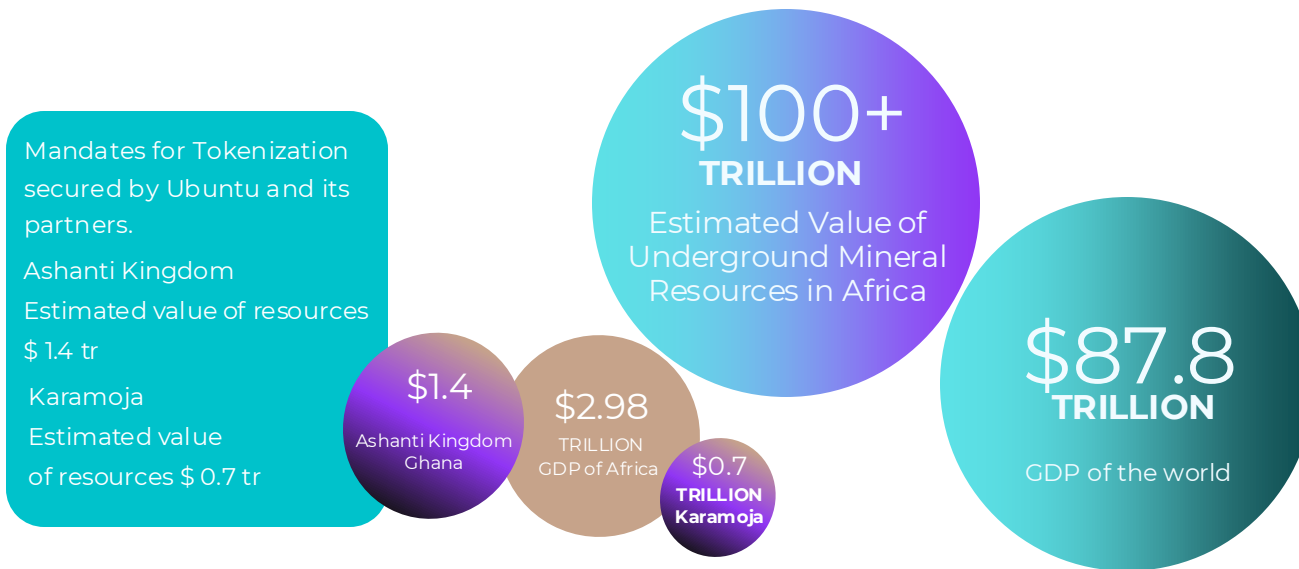 Mandates for Tokenization
secured by Ubuntu and its
partners.
Ashanti Kingdom
Estimated value of resources
$ 1.4 tr
Karamoja
Estimated value
of resources $ 0.7 tr
$1.4
Ashanti Kingdom
Ghana
$2.98
TRILLION
GDP of Africa
$0.7
TRILLION
Karamoja
$100+
TRILLION
Estimated Value of
Underground Mineral
Resources in Africa
$87.8
TRILLION
GDP of the world